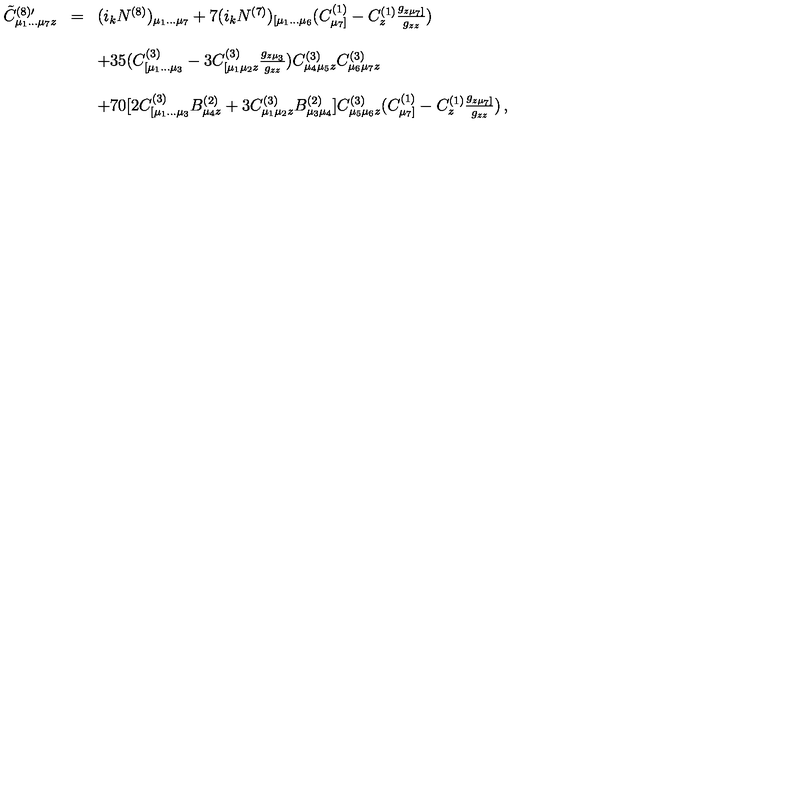 $\tilde{C}^{(8)\prime}_{\mu_1 \ldots \mu_7 z} = (i_k N^{(8)})_{\mu_1 \ldots \mu_7} + 7 (i_k N^{(7)})_{[\mu_1 \ldots \mu_6} (C^{(1)}_{\mu_7]} - C^{(1)}_z \frac{g_{z\mu_7]}}{g_{zz}})$
$+ 35 (C^{(3)}_{[\mu_1 \ldots \mu_3} - 3 C^{(3)}_{[\mu_1 \mu_2 z} \frac{g_{z\mu_3}}{g_{zz}}) C^{(3)}_{\mu_4 \mu_5 z} C^{(3)}_{\mu_6 \mu_7 z}$
$+ 70 [2 C^{(3)}_{[\mu_1 \ldots \mu_3} B^{(2)}_{\mu_4 z} + 3 C^{(3)}_{\mu_1 \mu_2 z} B^{(2)}_{\mu_3 \mu_4}] C^{(3)}_{\mu_5 \mu_6 z} (C^{(1)}_{\mu_7]} - C^{(1)}_z \frac{g_{z\mu_7]}}{g_{zz}}) \, ,$